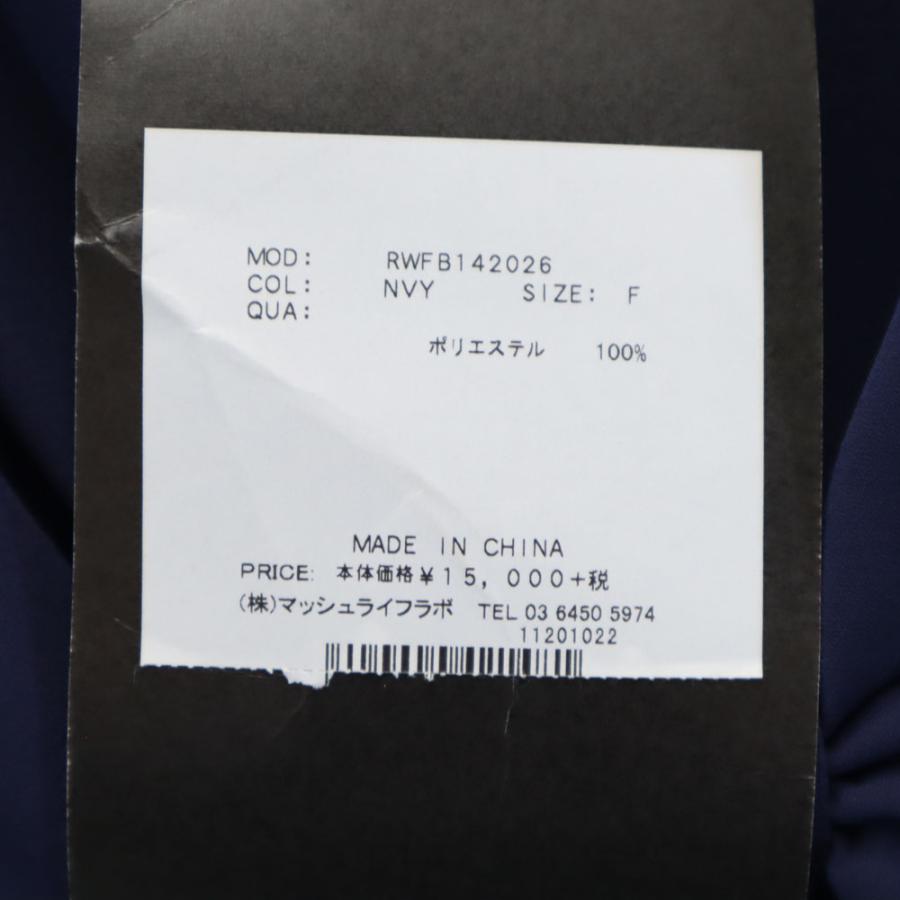 MOD: RWFB142026
COL: NVY SIZE: F
QUA:
ポリエステル 100%
MADE IN CHINA
PRICE: 本体価格¥15,000+税
(株)マッシュライフラボ TEL 03 6450 5974
11201022